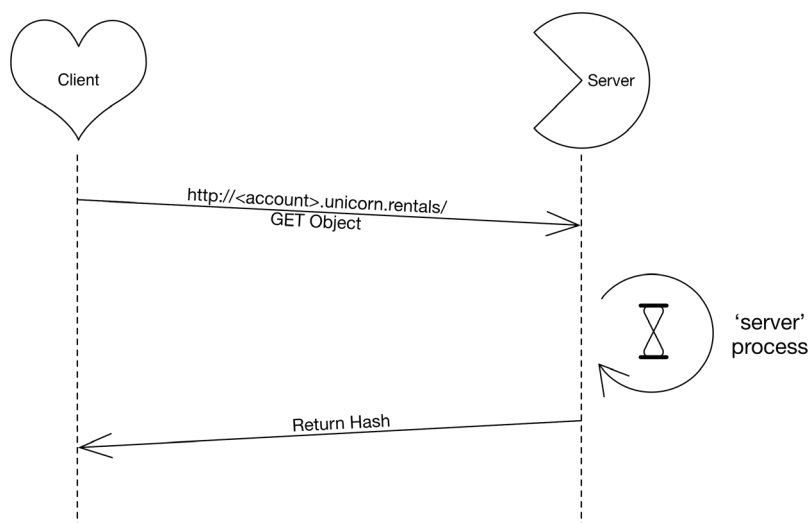 Client
Server
http://<account>.unicorn.rentals/
GET Object
‘server’
process
Return Hash